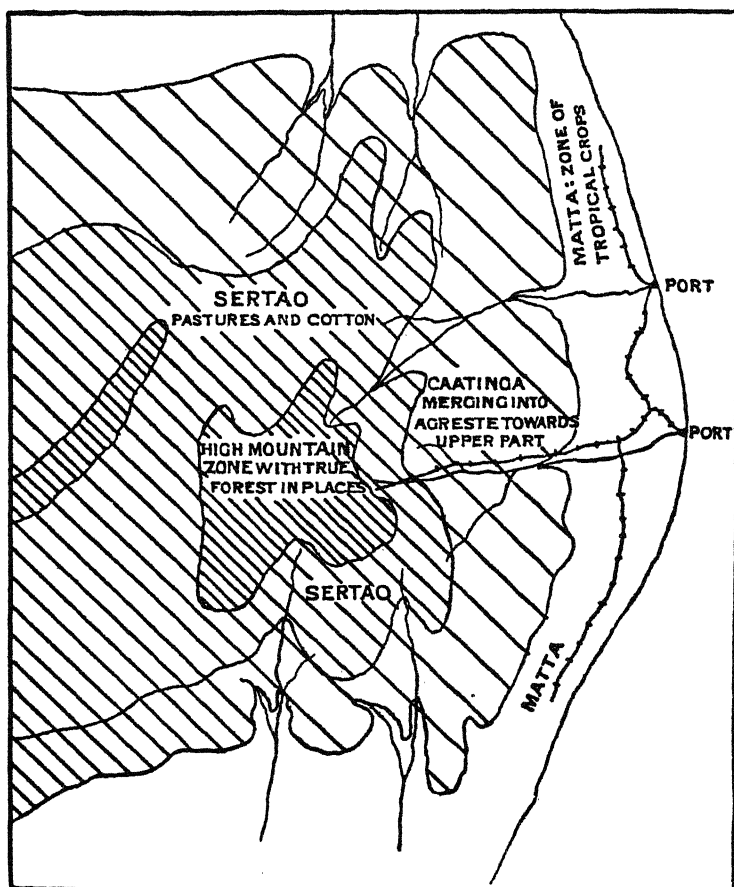 MATTA: ZONE OF
TROPICAL CROPS
PORT
SERTAO
PASTURES AND COTTON
CAATINGA
MERGING INTO
AGRESTE TOWARDS
UPPER PART
PORT
HIGH MOUNTAIN
ZONE WITH TRUE
FOREST IN PLACES
SERTAO
MATTA